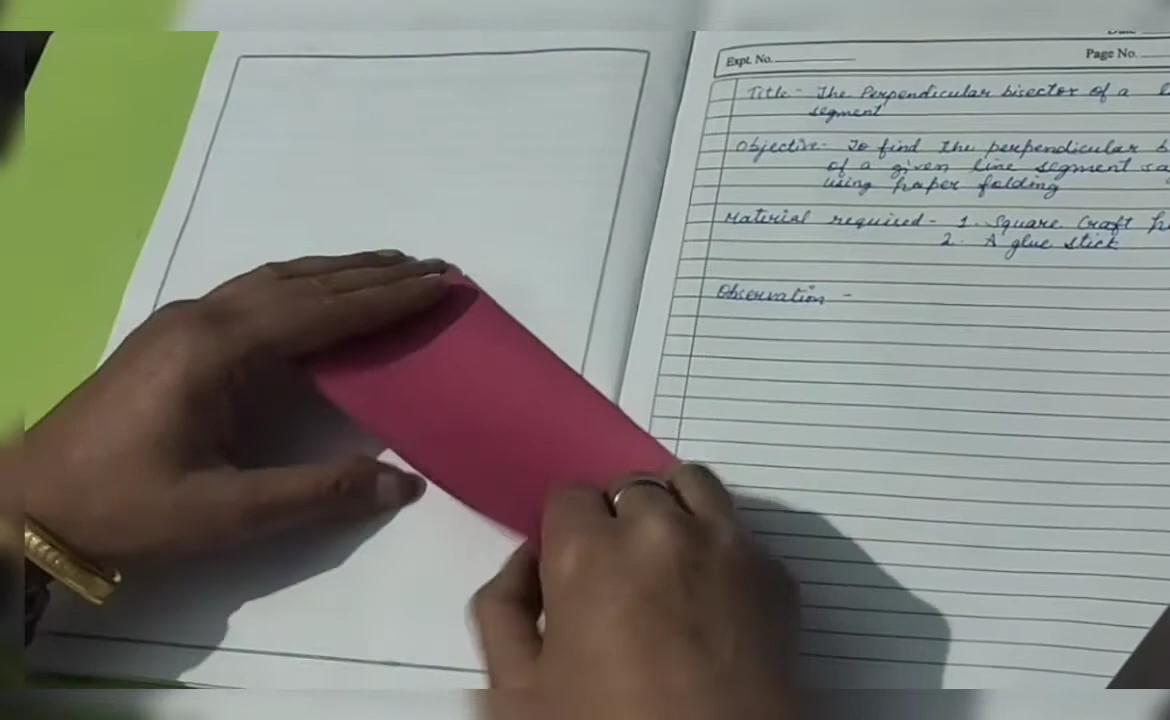 Expt. No.
Page No.
Title - The Perpendicular bisector of a
segment
Objective - To find the perpendicular
of a given line segment
using paper folding
Material required - 1. Square Craft
2. A glue stick
Observation -